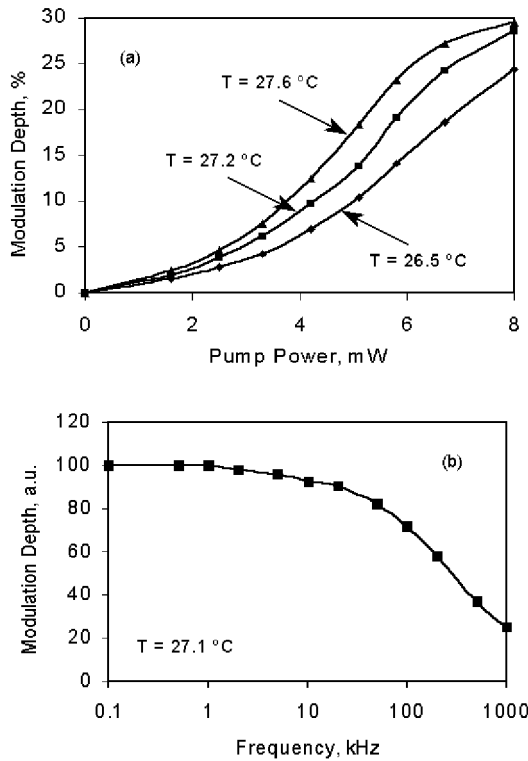 30
25
20
15
10
5
0
Modulation Depth, %
(a)
T = 27.6 °C
T = 27.2 °C
T = 26.5 °C
0 2 4 6 8
Pump Power, mW
120
100
80
60
40
20
0
Modulation Depth, a.u.
(b)
T = 27.1 °C
0.1 1 10 100 1000
Frequency, kHz